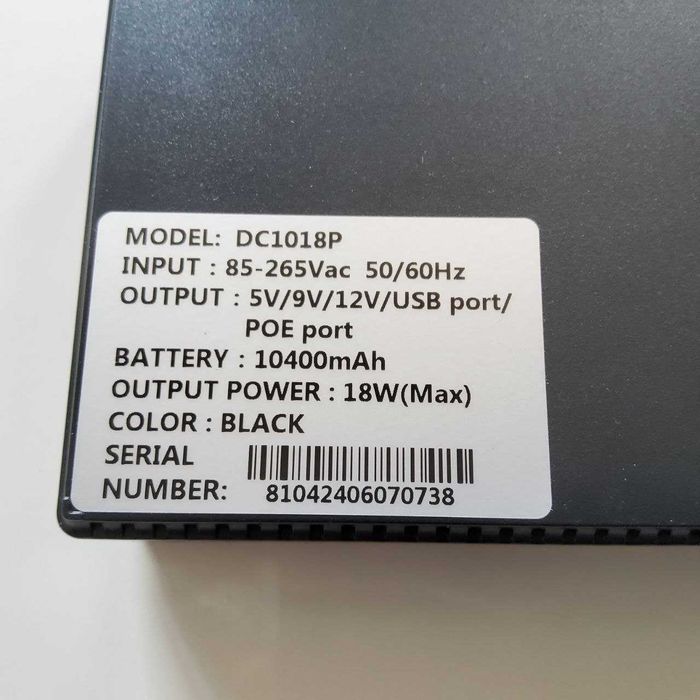 MODEL: DC1018P
INPUT : 85-265Vac 50/60Hz
OUTPUT : 5V/9V/12V/USB port/
POE port
BATTERY : 10400mAh
OUTPUT POWER : 18W(Max)
COLOR : BLACK
SERIAL
NUMBER: 81042406070738